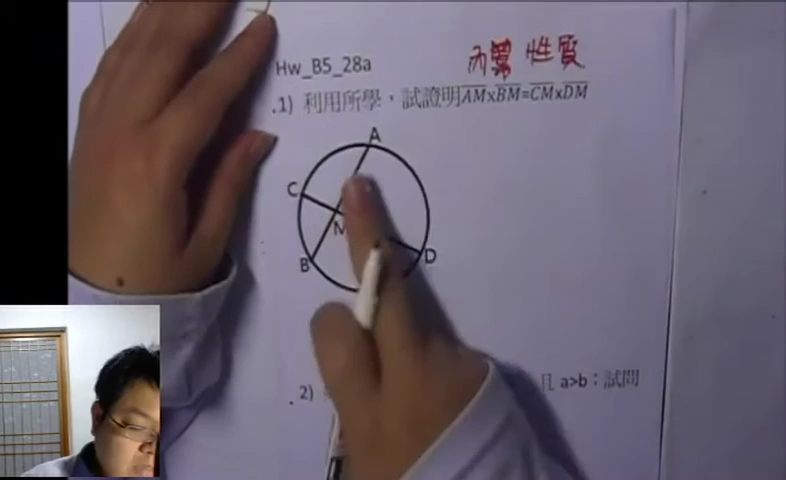 內冪性質
Hw_B5_28a
.1) 利用所學，試證明AM×BM=CM×DM
A
C
M
B
D
.2)
且 a>b：試問